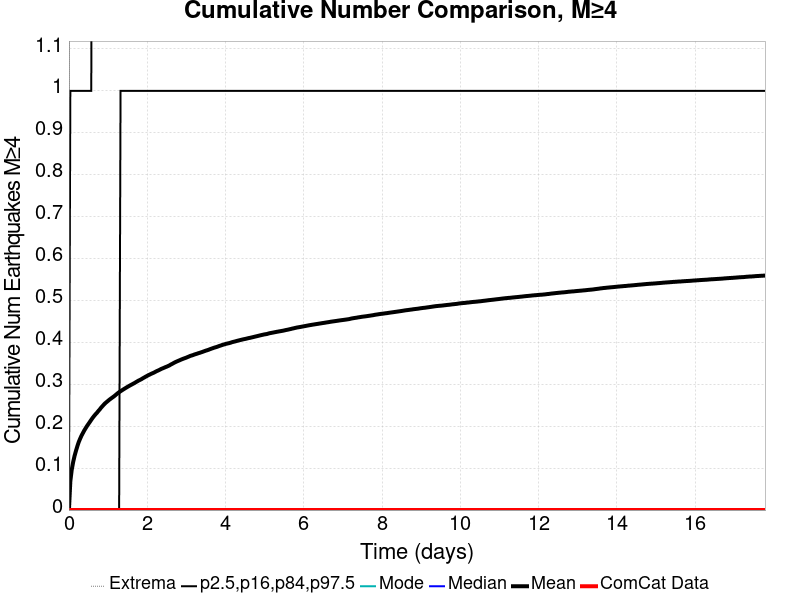 Cumulative Number Comparison, M≥4
Cumulative Num Earthquakes M≥4
1.1
1
0.9
0.8
0.7
0.6
0.5
0.4
0.3
0.2
0.1
0
0 2 4 6 8 10 12 14 16
Time (days)
Extrema p2.5,p16,p84,p97.5 Mode Median Mean ComCat Data